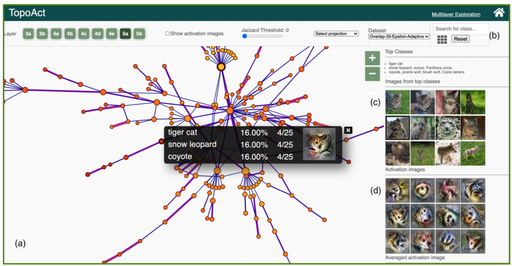 TopoAct
Multilayer Exploration
Layer 3a 3b 4a 4b 4c 4d 4e 5a 5b
Show activation images
Jaccard Threshold: 0
Select projection
Dataset
Overlap-30-Epsilon-Adaptive
Search for class...
Reset
(b)
Top Classes
tiger cat
snow leopard, ounce, Panthera uncia
coyote, prairie wolf, brush wolf, Canis latrans
Images from top classes
(c)
tiger cat 16.00% 4/25
snow leopard 16.00% 4/25
coyote 16.00% 4/25
Activation images
(d)
(a)
Averaged activation image